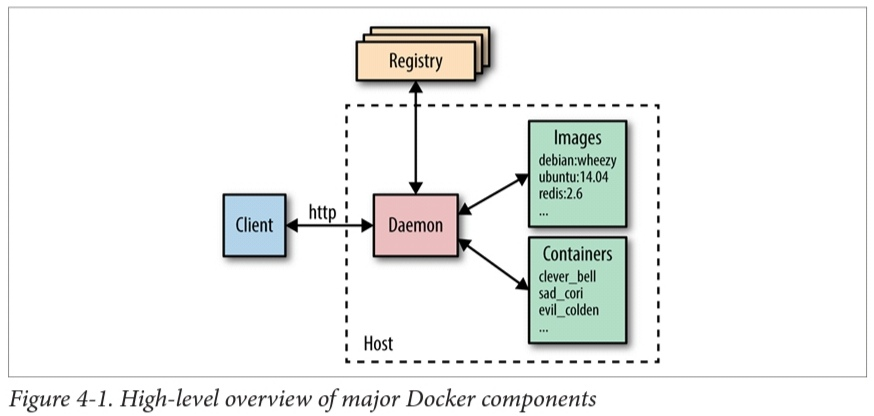 Registry
Images
debian:wheezy
ubuntu:14.04
redis:2.6
...
Client
http
Daemon
Containers
clever_bell
sad_cori
evil_colden
...
Host
Figure 4-1. High-level overview of major Docker components